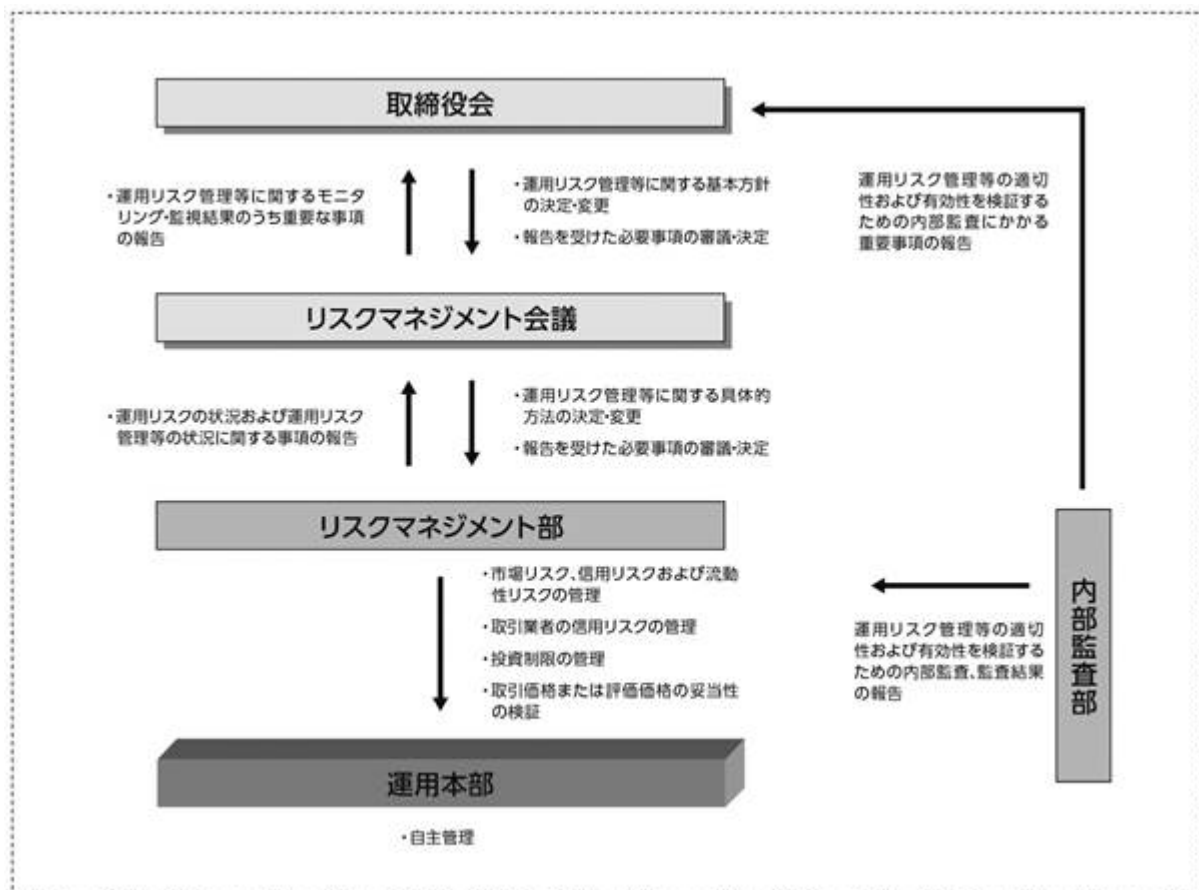 取締役会
・運用リスク管理等に関するモニタ
リング・監視結果のうち重要な事項
の報告
・運用リスク管理等に関する基本方針
の決定・変更
・報告を受けた必要事項の審議・決定
運用リスク管理等の適切
性および有効性を検証する
ための内部監査にかかる
重要事項の報告
リスクマネジメント会議
・運用リスクの状況および運用リスク
管理等の状況に関する事項の報告
・運用リスク管理等に関する具体的
方法の決定・変更
・報告を受けた必要事項の審議・決定
リスクマネジメント部
・市場リスク、信用リスクおよび流動
性リスクの管理
・取引業者の信用リスクの管理
・投資制限の管理
・取引価格または評価価格の妥当性
の検証
運用リスク管理等の適切
性および有効性を検証する
ための内部監査、監査結果
の報告
内部監査部
運用本部
・自主管理